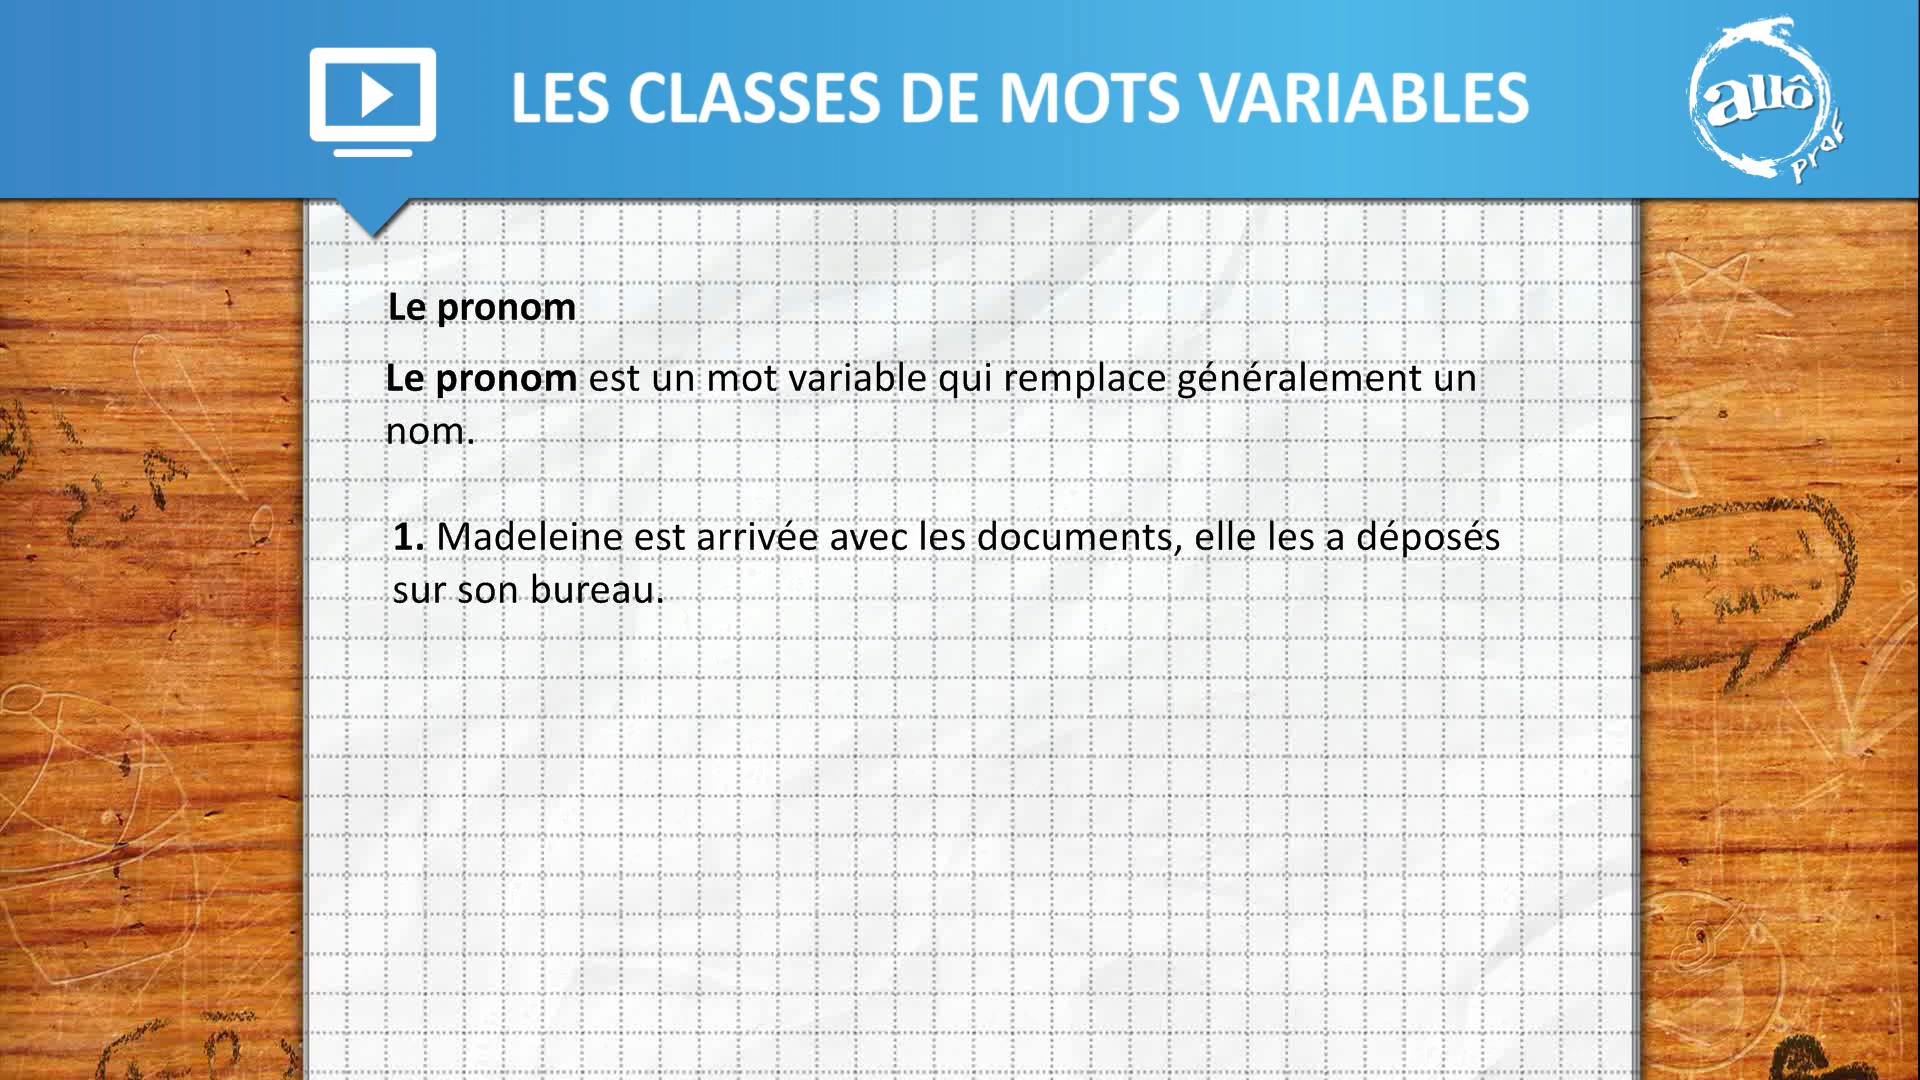 LES CLASSES DE MOTS VARIABLES
allô
prof
Le pronom
Le pronom est un mot variable qui remplace généralement un
nom.
1. Madeleine est arrivée avec les documents, elle les a déposés
sur son bureau.